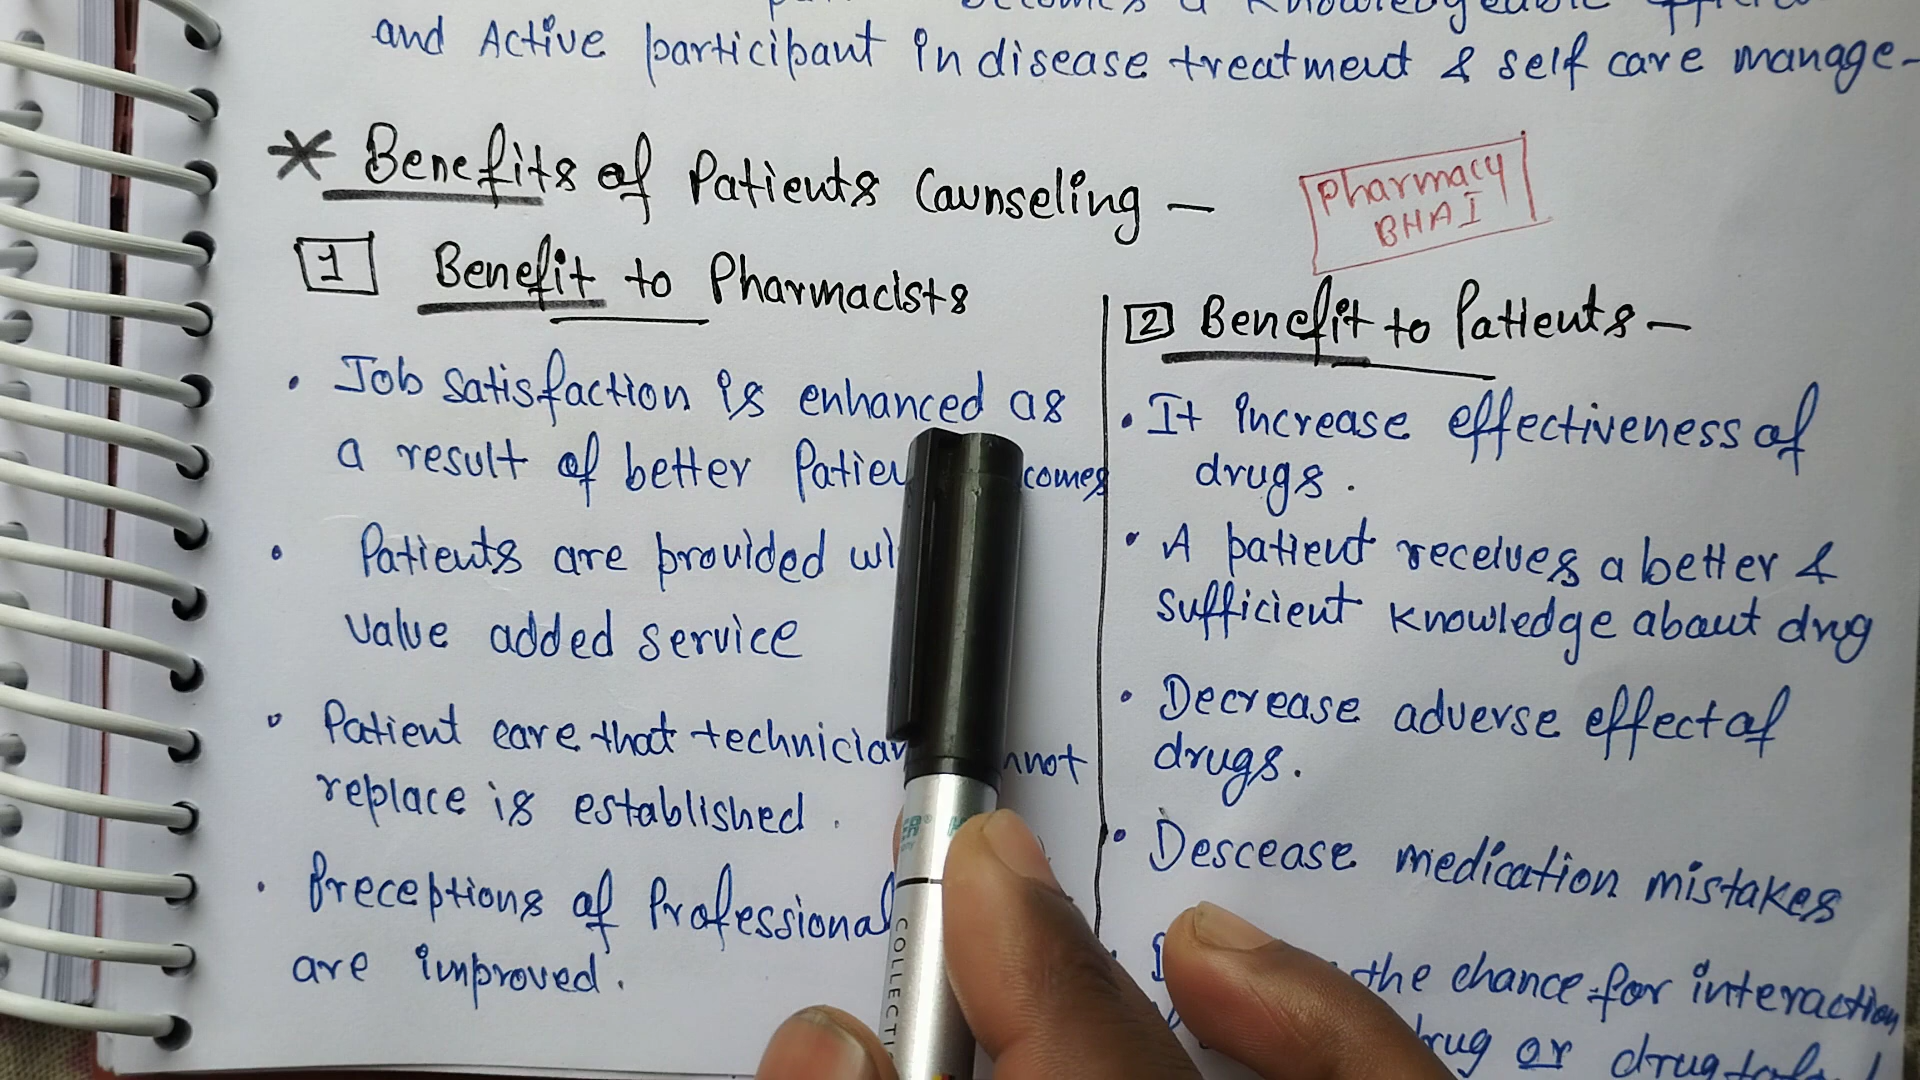 and Active participant in disease treatment & self care manage-
* Benefits of Patients Counseling —
Pharmacy
BHAI
1 Benefit to Pharmacists
• Job satisfaction is enhanced as
a result of better
• Patients are provided
value added service
• Patient care that
replace is established.
• Preceptions of Professional
are improved.
2 Benefit to Patients —
• It increase effectiveness of
drugs.
• A patient receives a better &
sufficient knowledge about drug
• Decrease adverse effect of
drugs.
• Descease medication mistakes
the chance for interaction
or drug
COLLECTI